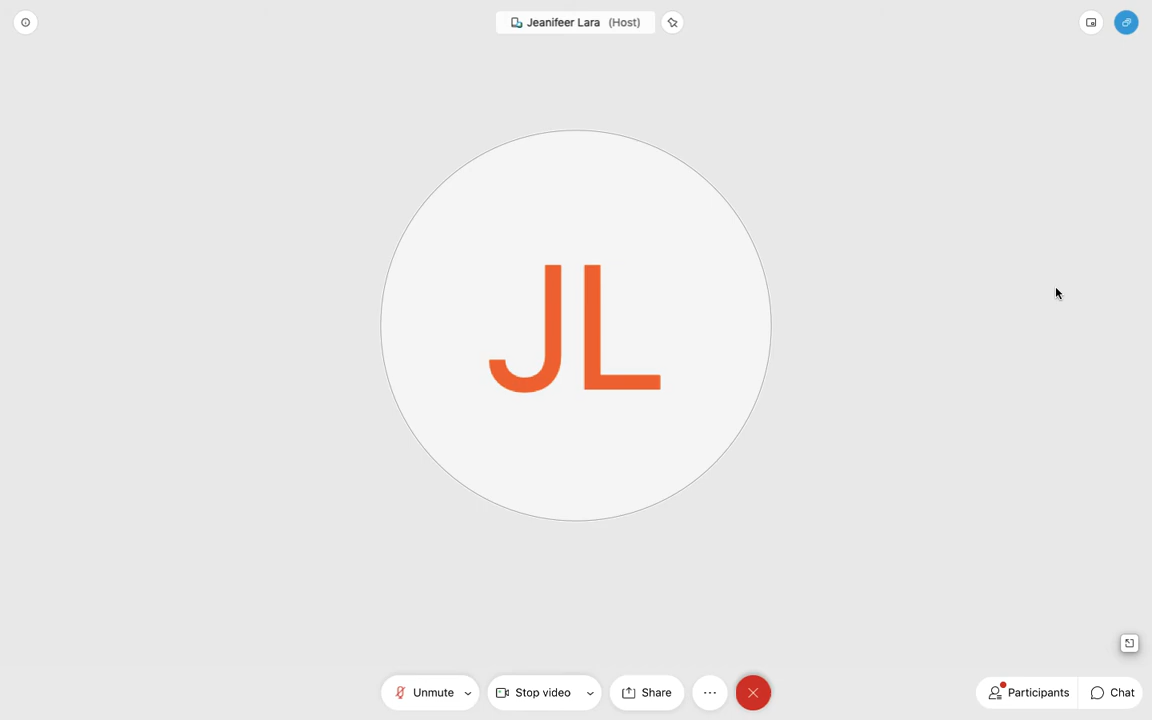 Jeanifeer Lara (Host)
JL
Unmute
Stop video
Share
Participants
Chat